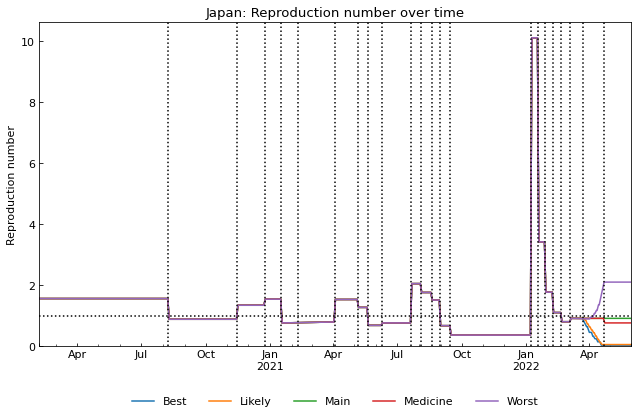 Japan: Reproduction number over time
Reproduction number
10
8
6
4
2
0
Apr Jul Oct Jan Apr Jul Oct Jan Apr
2021 2022
Best Likely Main Medicine Worst